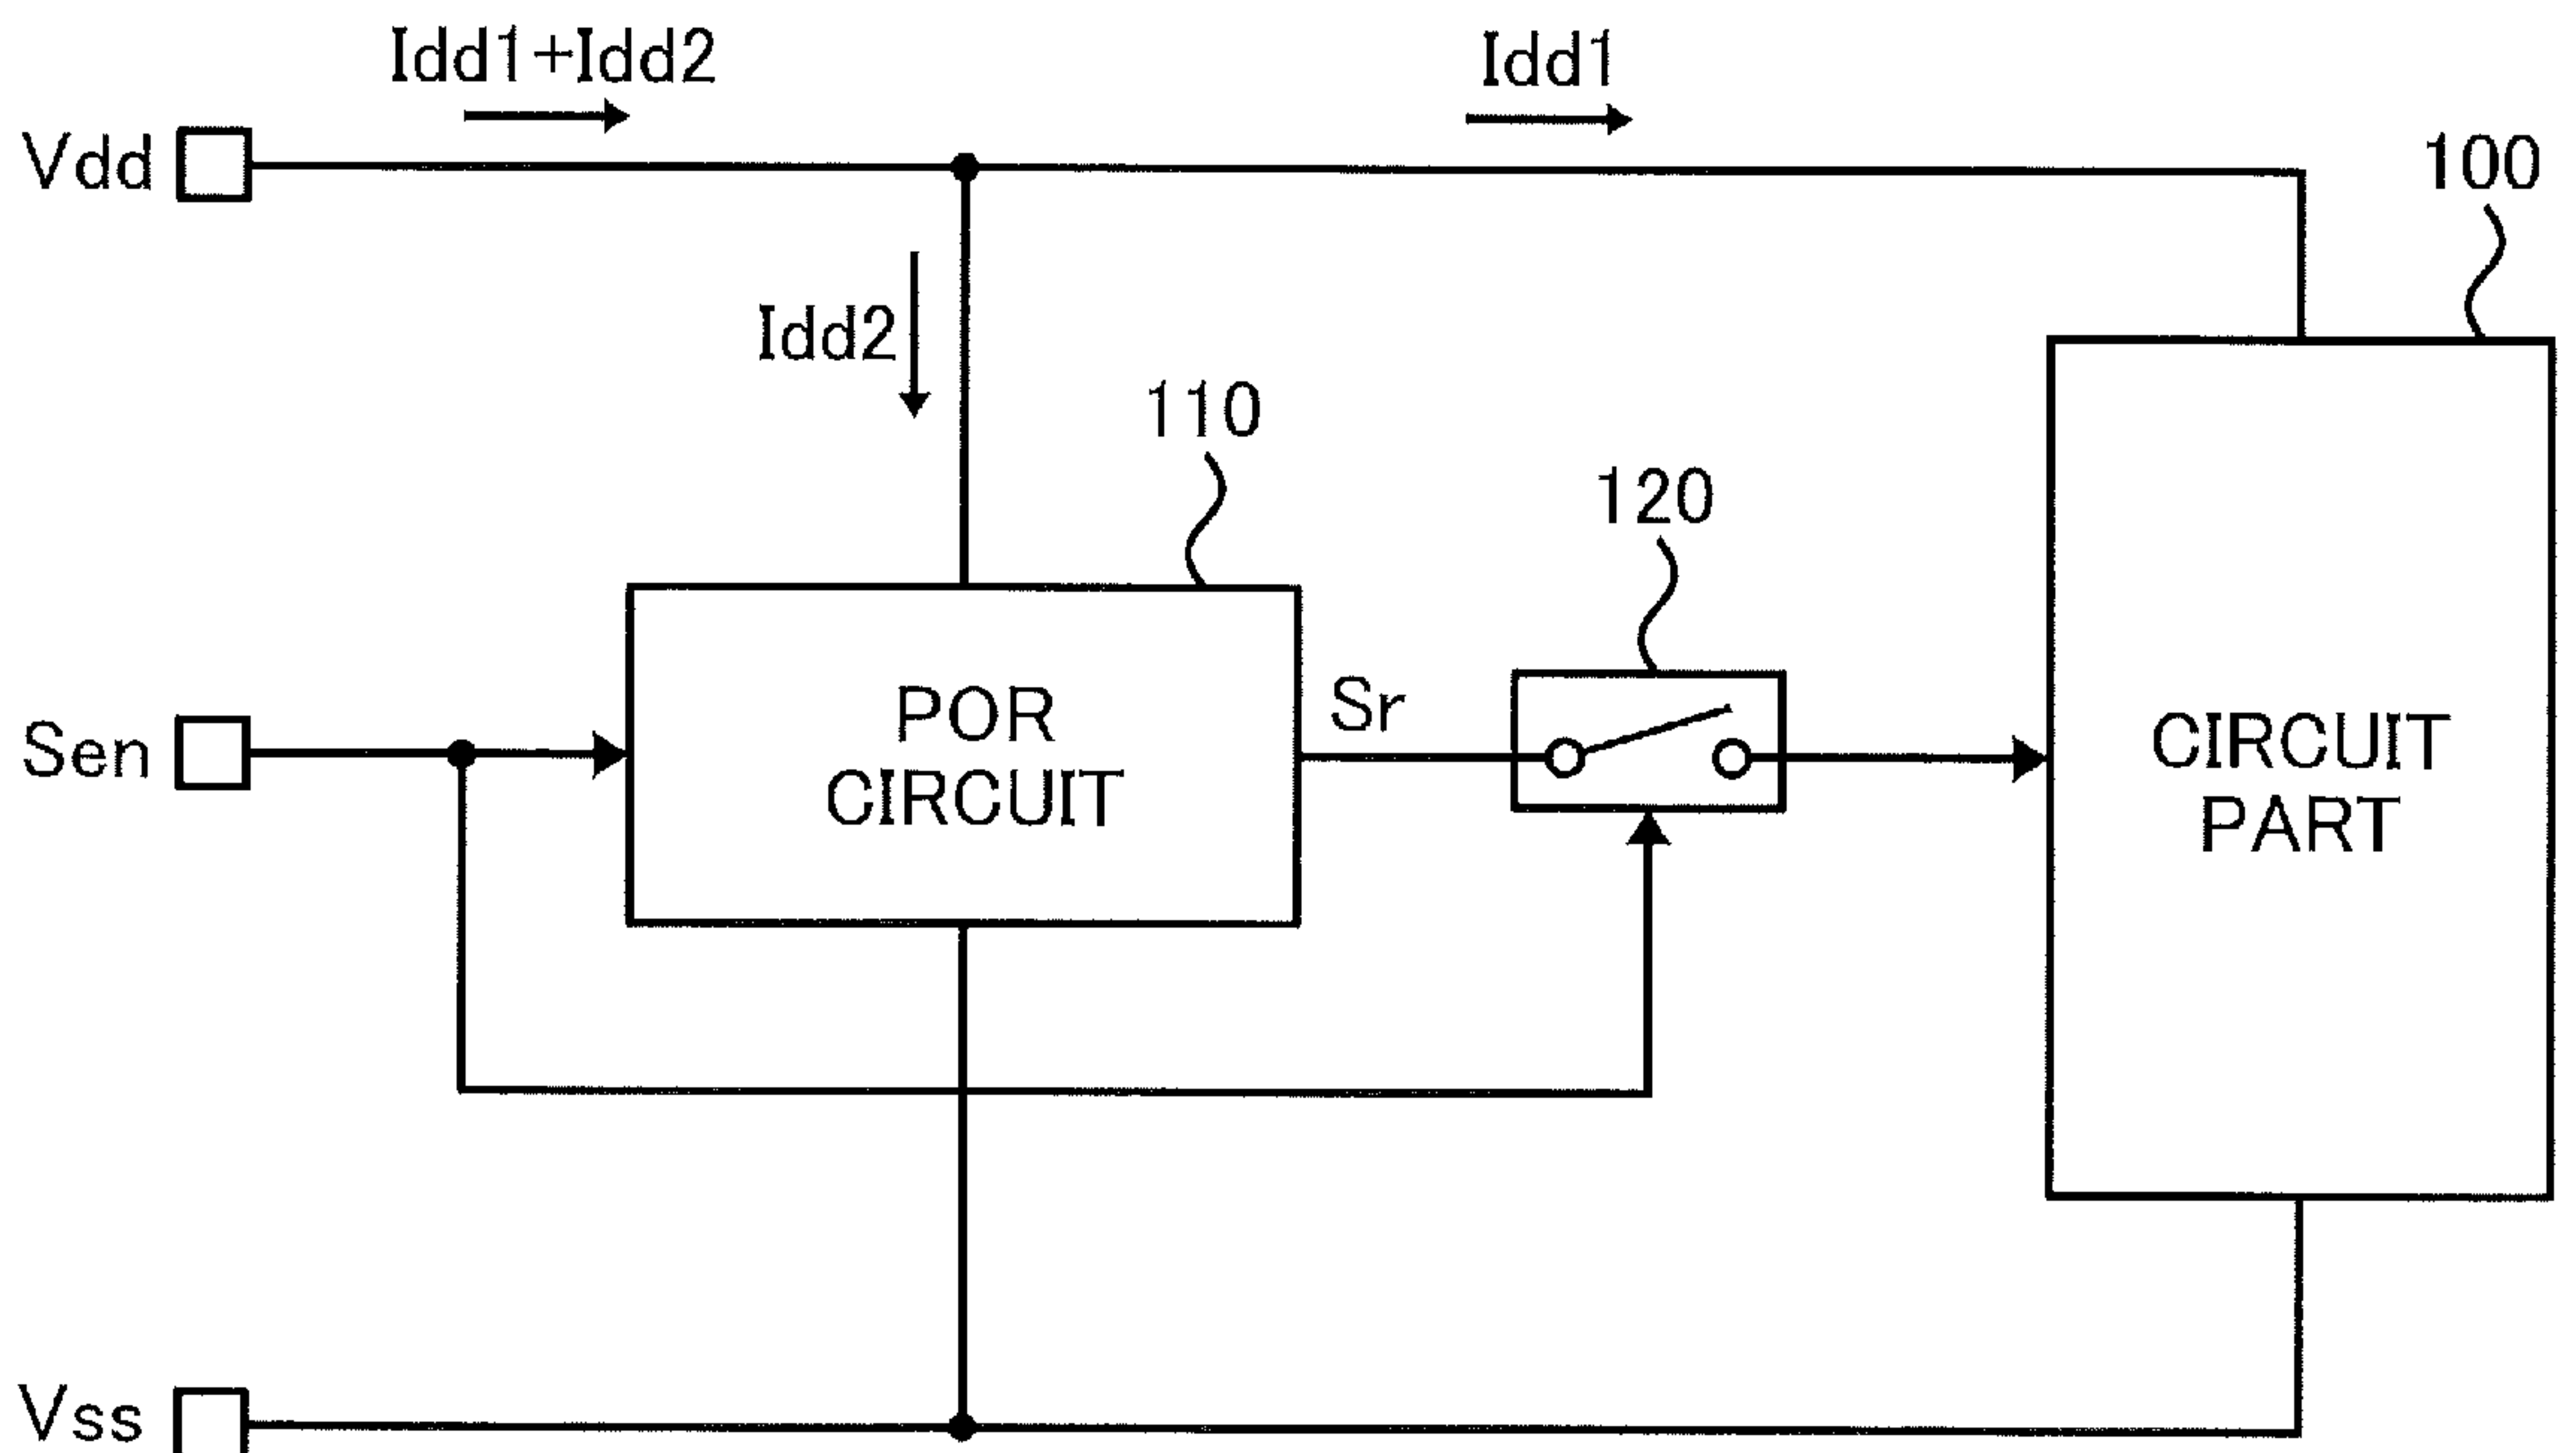 Idd1+Idd2
Idd1
Vdd
100
Idd2
110
120
Sen
POR
CIRCUIT
Sr
CIRCUIT
PART
Vss